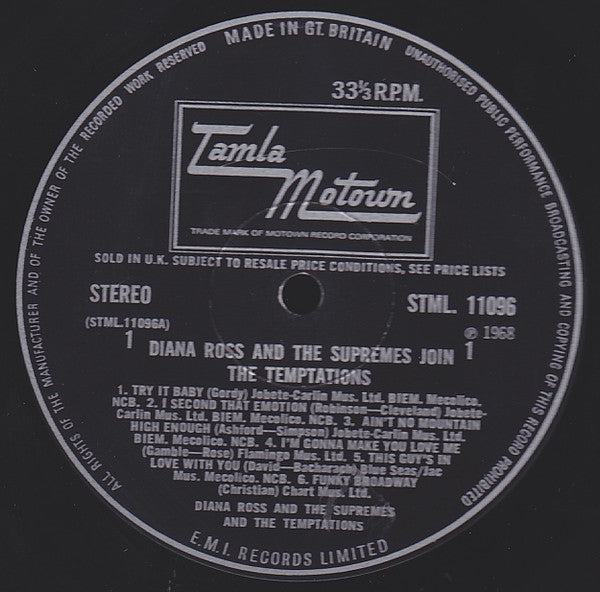 MADE IN GT. BRITAIN
UNAUTHORISED PUBLIC PERFORMANCE BROADCASTING AND COPYING OF THIS RECORD PROHIBITED
ALL RIGHTS OF THE MANUFACTURER AND OF THE OWNER OF THE RECORDED WORK RESERVED
33⅓ R.P.M.
Tamla
Motown
TRADE MARK OF MOTOWN RECORD CORPORATION
SOLD IN U.K. SUBJECT TO RESALE PRICE CONDITIONS, SEE PRICE LISTS
STEREO
STML. 11096
(STML.11096A)
℗ 1968
1 DIANA ROSS AND THE SUPREMES JOIN 1
THE TEMPTATIONS
1. TRY IT BABY (Gordy) Jobete-Carlin Mus. Ltd. BIEM. Mecolico.
NCB. 2. I SECOND THAT EMOTION (Robinson—Cleveland) Jobete-
Carlin Mus. Ltd. BIEM. Mecolico. NCB. 3. AIN'T NO MOUNTAIN
HIGH ENOUGH (Ashford—Simpson) Jobete-Carlin Mus. Ltd.
BIEM. Mecolico. NCB. 4. I'M GONNA MAKE YOU LOVE ME
(Gamble—Rose) Flamingo Mus. Ltd. 5. THIS GUY'S IN
LOVE WITH YOU (David—Bacharach) Blue Seas/Jac
Mus. Mecolico. NCB. 6. FUNKY BROADWAY
(Christian) Chart Mus. Ltd.
DIANA ROSS AND THE SUPREMES
AND THE TEMPTATIONS
E.M.I. RECORDS LIMITED